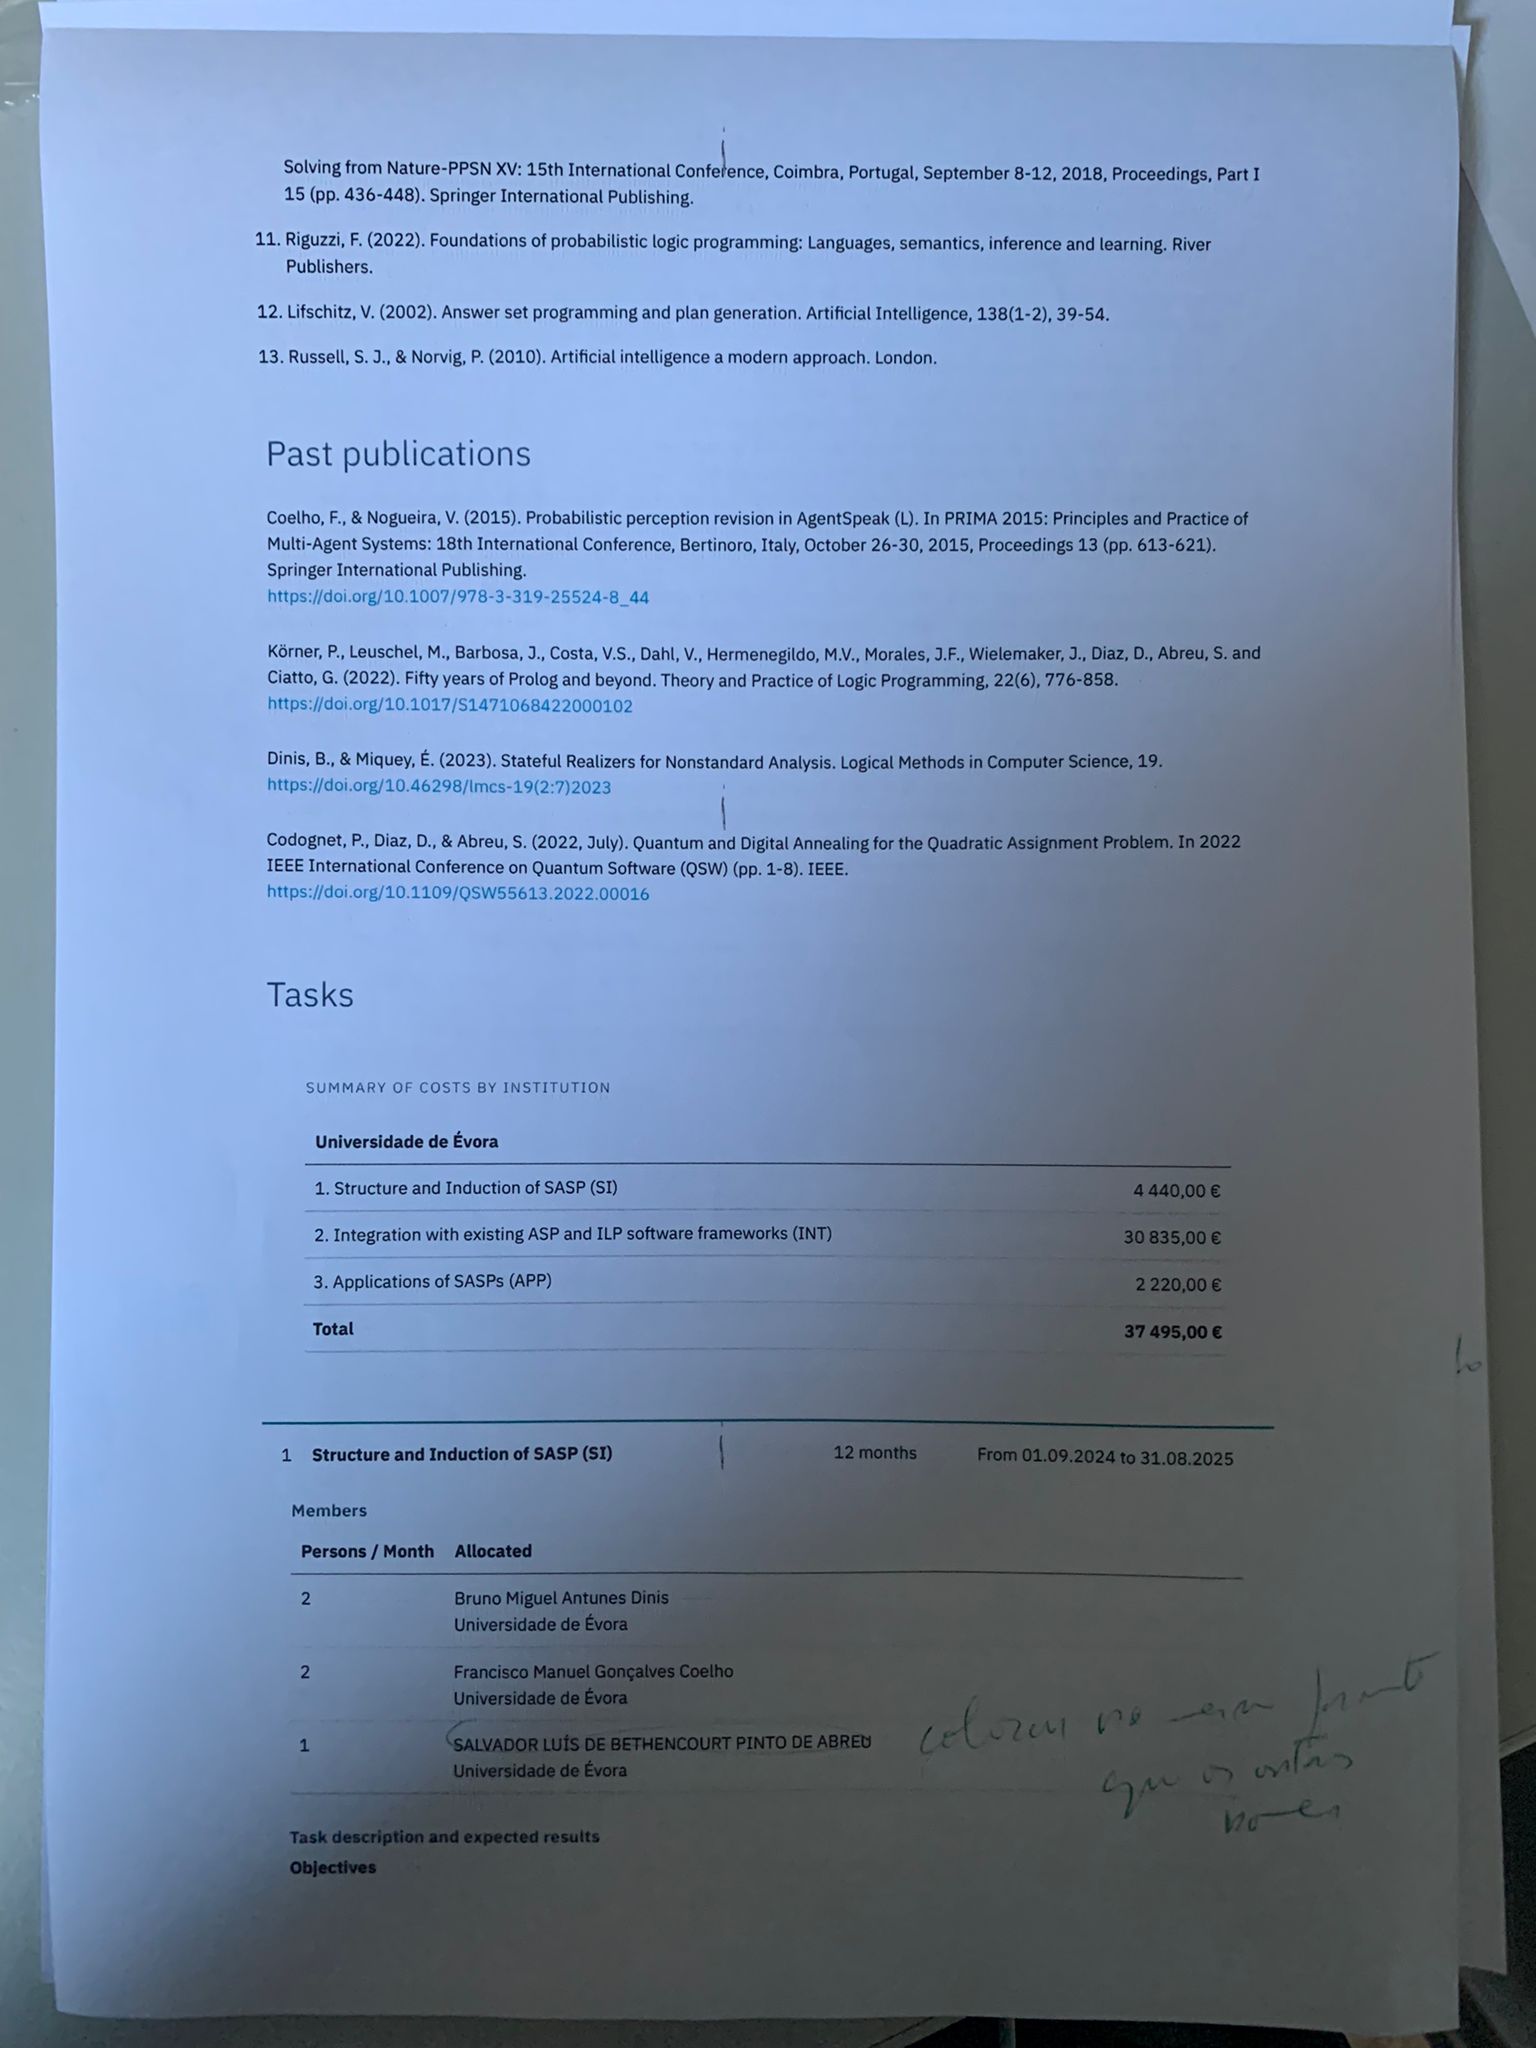 Solving from Nature-PPSN XV: 15th International Conference, Coimbra, Portugal, September 8-12, 2018, Proceedings, Part I
15 (pp. 436-448). Springer International Publishing.
11. Riguzzi, F. (2022). Foundations of probabilistic logic programming: Languages, semantics, inference and learning. River
Publishers.
12. Lifschitz, V. (2002). Answer set programming and plan generation. Artificial Intelligence, 138(1-2), 39-54.
13. Russell, S. J., & Norvig, P. (2010). Artificial intelligence a modern approach. London.
Past publications
Coelho, F., & Nogueira, V. (2015). Probabilistic perception revision in AgentSpeak (L). In PRIMA 2015: Principles and Practice of
Multi-Agent Systems: 18th International Conference, Bertinoro, Italy, October 26-30, 2015, Proceedings 13 (pp. 613-621).
Springer International Publishing.
https://doi.org/10.1007/978-3-319-25524-8_44
Körner, P., Leuschel, M., Barbosa, J., Costa, V.S., Dahl, V., Hermenegildo, M.V., Morales, J.F., Wielemaker, J., Diaz, D., Abreu, S. and
Ciatto, G. (2022). Fifty years of Prolog and beyond. Theory and Practice of Logic Programming, 22(6), 776-858.
https://doi.org/10.1017/S1471068422000102
Dinis, B., & Miquey, É. (2023). Stateful Realizers for Nonstandard Analysis. Logical Methods in Computer Science, 19.
https://doi.org/10.46298/lmcs-19(2:7)2023
Codognet, P., Diaz, D., & Abreu, S. (2022, July). Quantum and Digital Annealing for the Quadratic Assignment Problem. In 2022
IEEE International Conference on Quantum Software (QSW) (pp. 1-8). IEEE.
https://doi.org/10.1109/QSW55613.2022.00016
Tasks
SUMMARY OF COSTS BY INSTITUTION
Universidade de Évora
1. Structure and Induction of SASP (SI) 4 440,00 €
2. Integration with existing ASP and ILP software frameworks (INT) 30 835,00 €
3. Applications of SASPs (APP) 2 220,00 €
Total 37 495,00 €
1 Structure and Induction of SASP (SI) 12 months From 01.09.2024 to 31.08.2025
Members
Persons / Month Allocated
2 Bruno Miguel Antunes Dinis
Universidade de Évora
2 Francisco Manuel Gonçalves Coelho
Universidade de Évora
1 SALVADOR LUÍS DE BETHENCOURT PINTO DE ABREU
Universidade de Évora
que os outros
nomes
Task description and expected results
Objectives